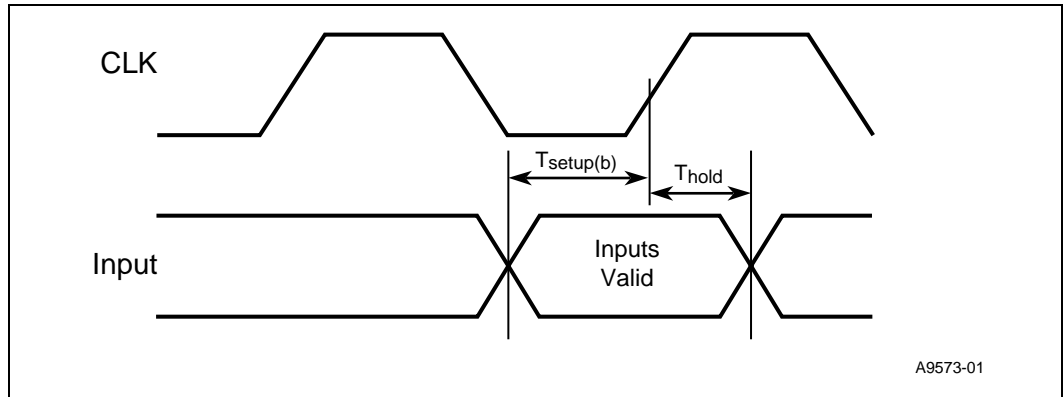 CLK
Tsetup(b)
Thold
Input
Inputs
Valid
A9573-01